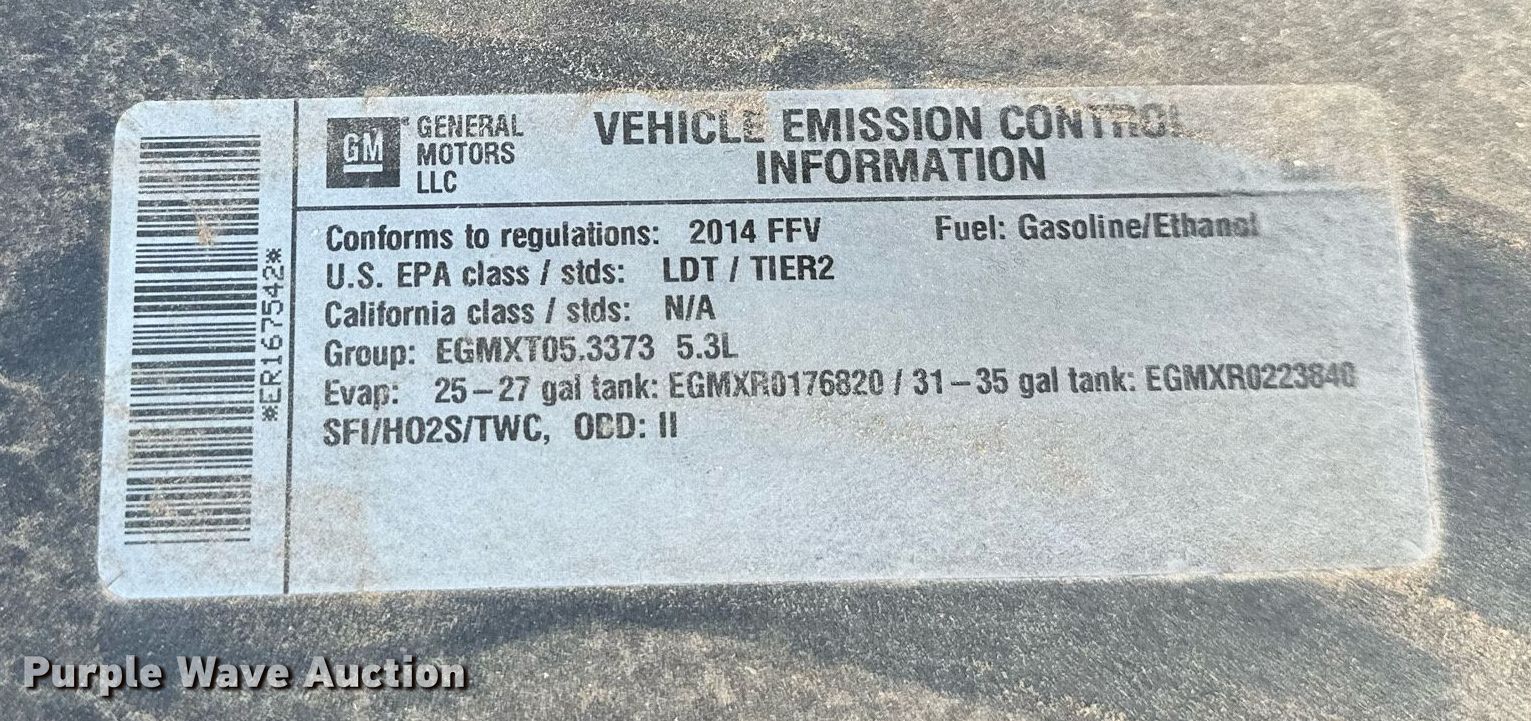 *ER167542*
GM
GENERAL
MOTORS
LLC
VEHICLE EMISSION CONTROL
INFORMATION
Conforms to regulations: 2014 FFV Fuel: Gasoline/Ethanol
U.S. EPA class / stds: LDT / TIER2
California class / stds: N/A
Group: EGMXT05.3373 5.3L
Evap: 25-27 gal tank: EGMXR0176820 / 31-35 gal tank: EGMXR0223840
SFI/HO2S/TWC, OBD: II
Purple Wave Auction